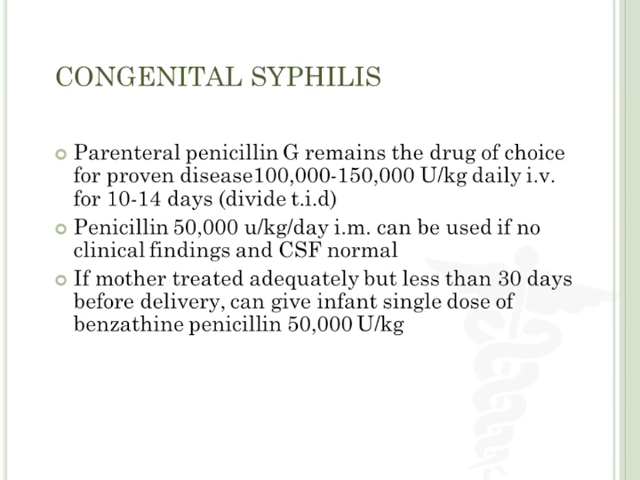 CONGENITAL SYPHILIS
Parenteral penicillin G remains the drug of choice
for proven disease100,000-150,000 U/kg daily i.v.
for 10-14 days (divide t.i.d)
Penicillin 50,000 u/kg/day i.m. can be used if no
clinical findings and CSF normal
If mother treated adequately but less than 30 days
before delivery, can give infant single dose of
benzathine penicillin 50,000 U/kg